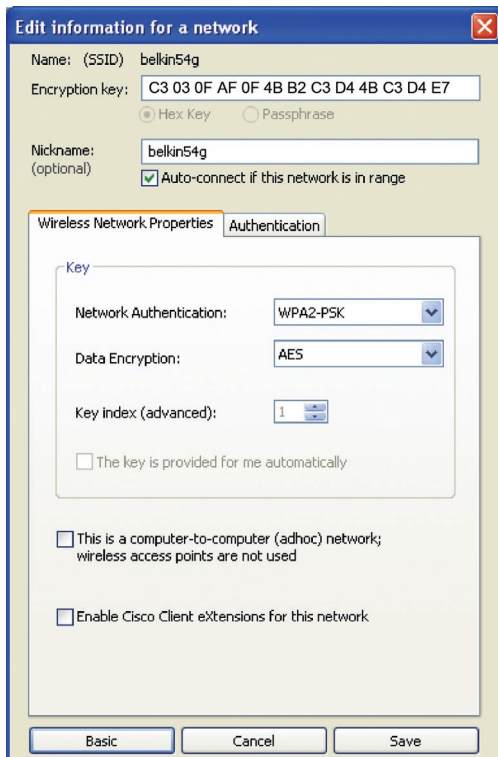 Edit information for a network
Name: (SSID) belkin54g
Encryption key: C3 03 0F AF 0F 4B B2 C3 D4 4B C3 D4 E7
Hex Key Passphrase
Nickname: belkin54g
(optional)
Auto-connect if this network is in range
Wireless Network Properties Authentication
Key
Network Authentication: WPA2-PSK
Data Encryption: AES
Key index (advanced): 1
The key is provided for me automatically
This is a computer-to-computer (adhoc) network;
wireless access points are not used
Enable Cisco Client eXtensions for this network
Basic Cancel Save